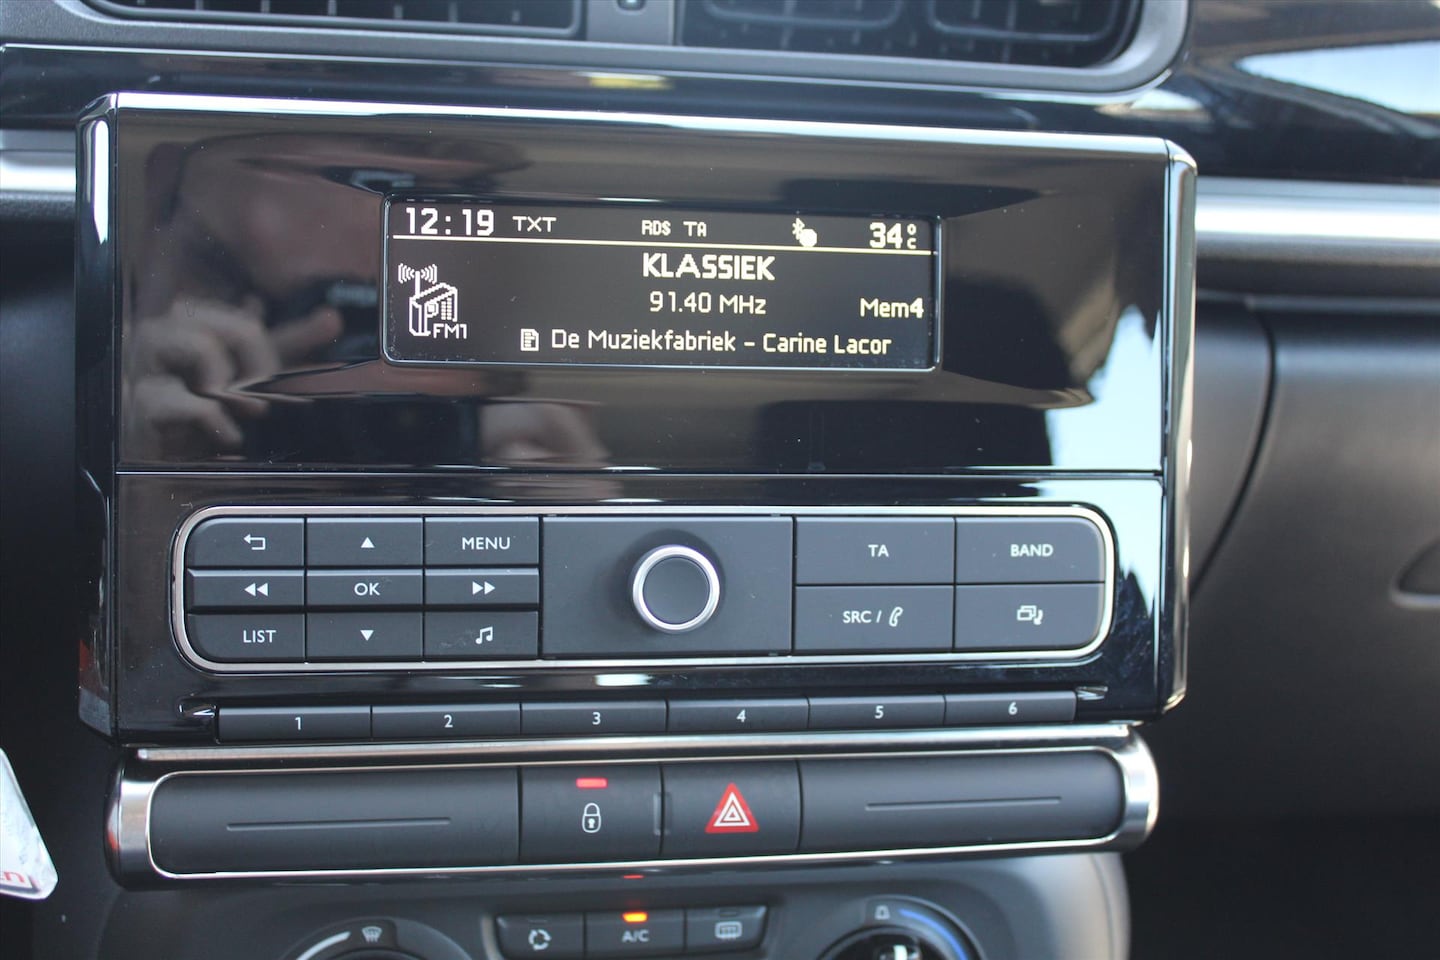 12:19 TXT RDS TA 34°C
KLASSIEK
91.40 MHz Mem4
FM1
De Muziekfabriek - Carine Lacor
MENU
TA BAND
OK
LIST
SRC /
1 2 3 4 5 6
A/C